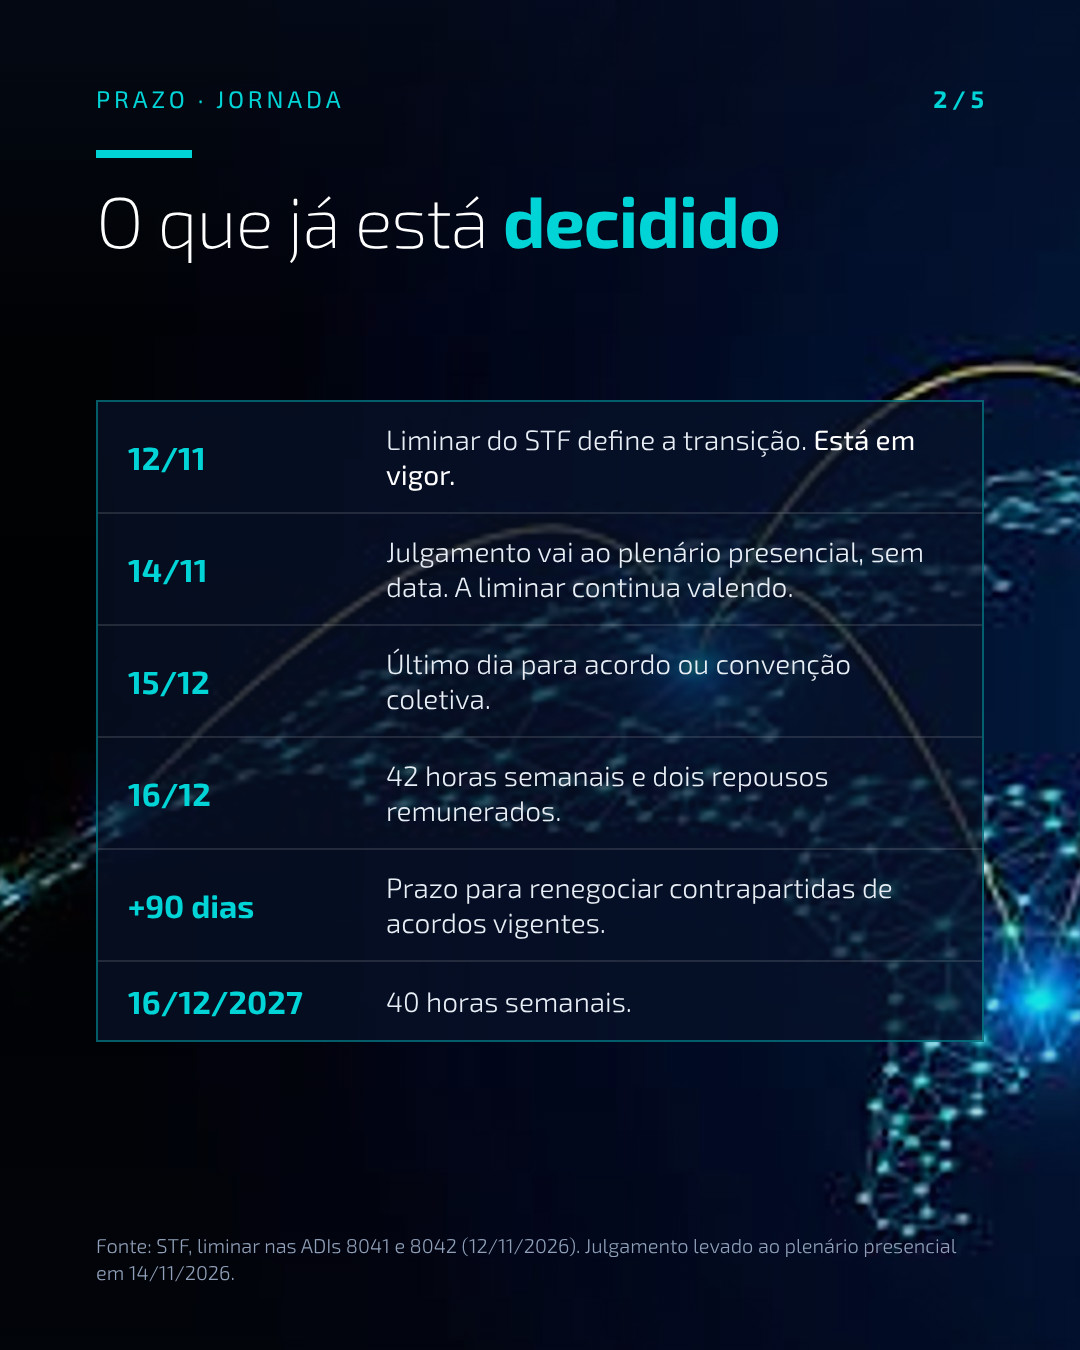 PRAZO · JORNADA
2/5
O que já está decidido
12/11
Liminar do STF define a transição. Está em
vigor.
14/11
Julgamento vai ao plenário presencial, sem
data. A liminar continua valendo.
15/12
Último dia para acordo ou convenção
coletiva.
16/12
42 horas semanais e dois repousos
remunerados.
+90 dias
Prazo para renegociar contrapartidas de
acordos vigentes.
16/12/2027
40 horas semanais.
Fonte: STF, liminar nas ADIs 8041 e 8042 (12/11/2026). Julgamento levado ao plenário presencial
em 14/11/2026.